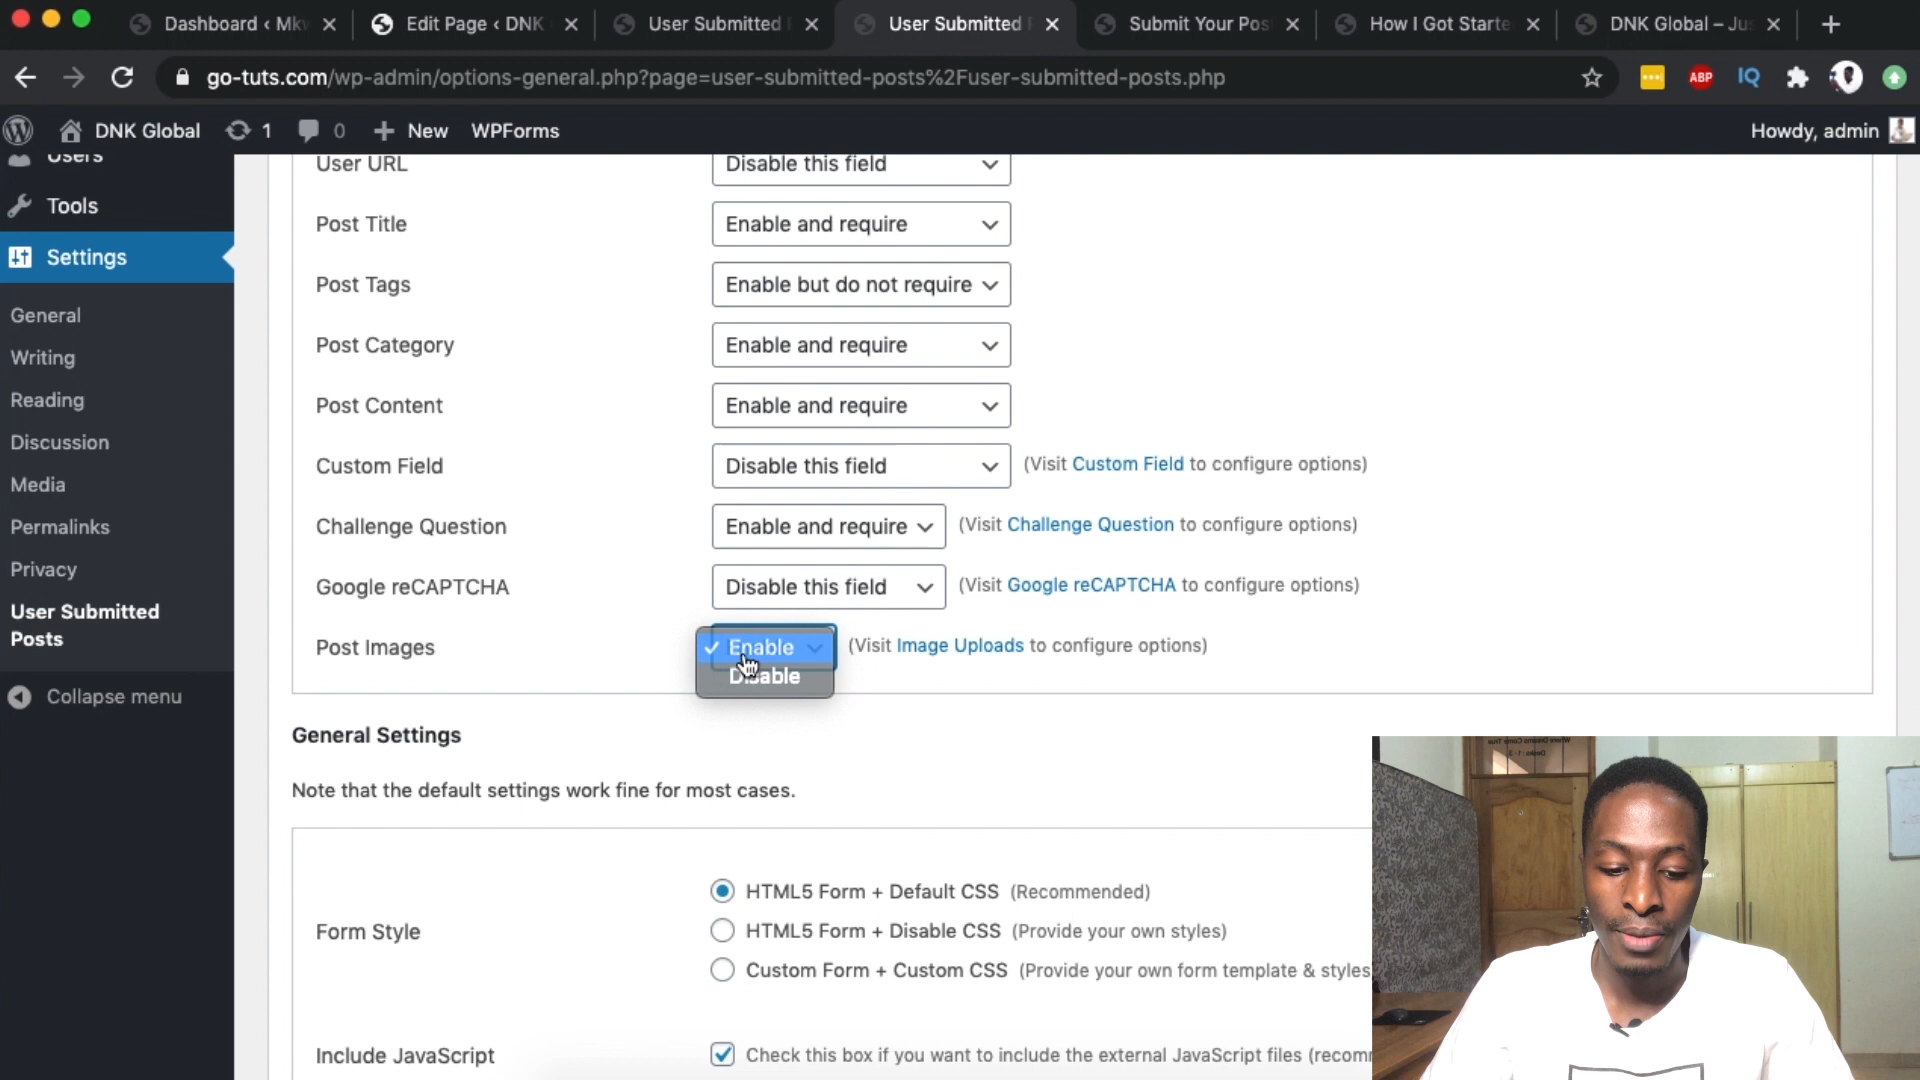 Dashboard ‹ Mkw
Edit Page ‹ DNK
User Submitted P
User Submitted P
Submit Your Pos
How I Got Starte
DNK Global – Jus
go-tuts.com/wp-admin/options-general.php?page=user-submitted-posts%2Fuser-submitted-posts.php
ABP
IQ
DNK Global
1
0
New
WPForms
Howdy, admin
Users
Tools
Settings
General
Writing
Reading
Discussion
Media
Permalinks
Privacy
User Submitted
Posts
Collapse menu
User URL
Disable this field
Post Title
Enable and require
Post Tags
Enable but do not require
Post Category
Enable and require
Post Content
Enable and require
Custom Field
Disable this field
(Visit Custom Field to configure options)
Challenge Question
Enable and require
(Visit Challenge Question to configure options)
Google reCAPTCHA
Disable this field
(Visit Google reCAPTCHA to configure options)
Post Images
Enable
Disable
(Visit Image Uploads to configure options)
General Settings
Note that the default settings work fine for most cases.
Form Style
HTML5 Form + Default CSS (Recommended)
HTML5 Form + Disable CSS (Provide your own styles)
Custom Form + Custom CSS (Provide your own form template & styles
Include JavaScript
Check this box if you want to include the external JavaScript files (recom